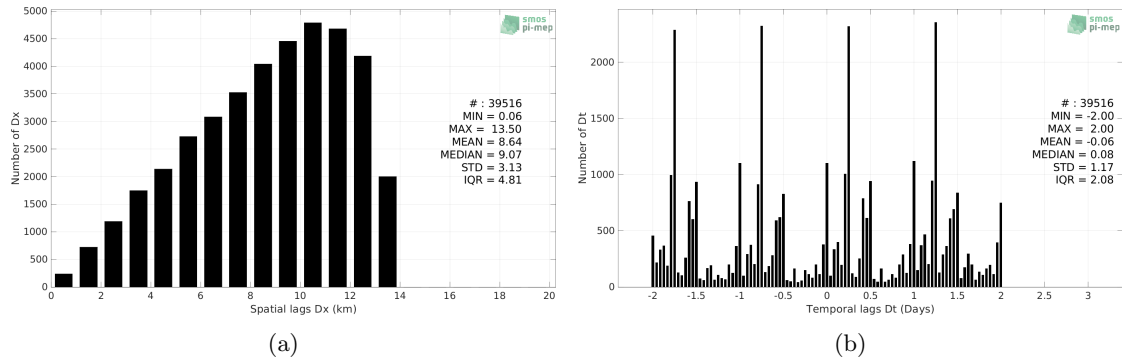 5000
4500
4000
3500
3000
2500
2000
1500
1000
500
0
Number of Dx
0 2 4 6 8 10 12 14 16 18 20
Spatial lags Dx (km)
smos
pi-mep
# : 39516
MIN = 0.06
MAX = 13.50
MEAN = 8.64
MEDIAN = 9.07
STD = 3.13
IQR = 4.81
(a)
2000
1500
1000
500
0
Number of Dt
-2 -1.5 -1 -0.5 0 0.5 1 1.5 2 2.5 3
Temporal lags Dt (Days)
smos
pi-mep
# : 39516
MIN = -2.00
MAX = 2.00
MEAN = -0.06
MEDIAN = 0.08
STD = 1.17
IQR = 2.08
(b)